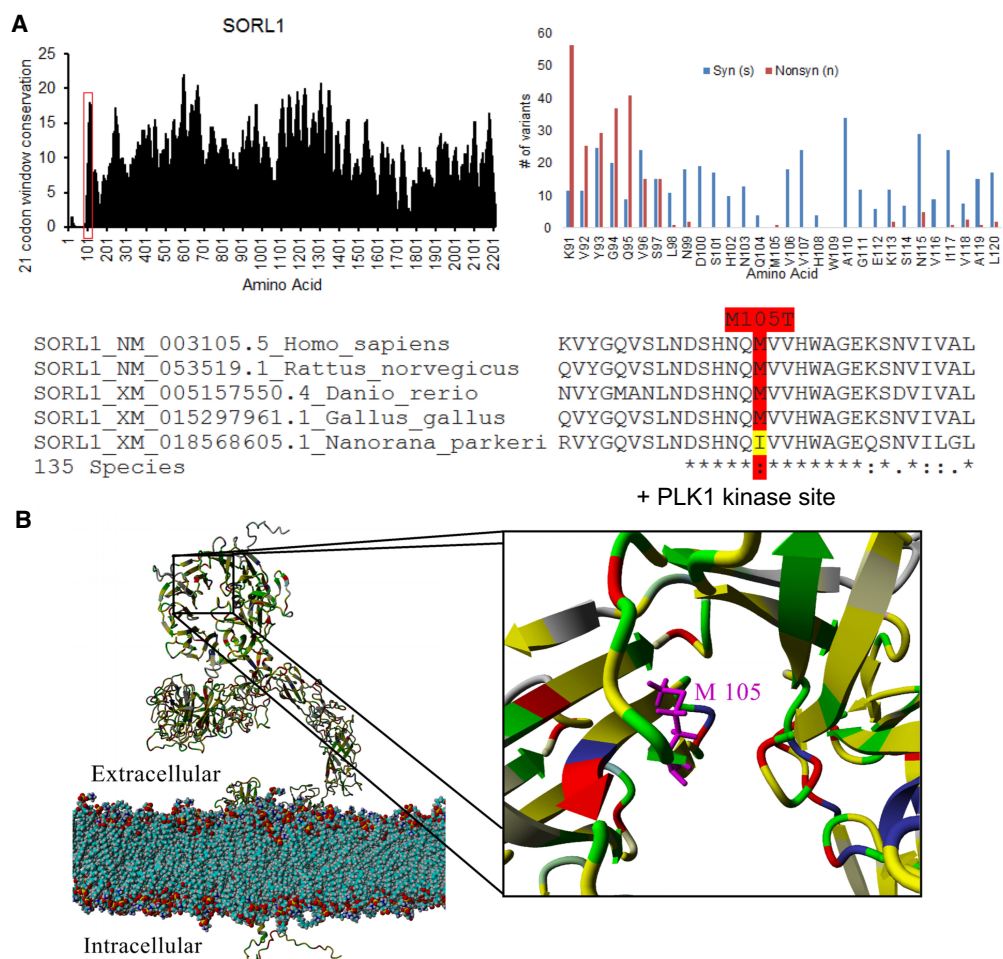 A
SORL1
21 codon window conservation
25
20
15
10
5
0
1
101
201
301
401
501
601
701
801
901
1001
1101
1201
1301
1401
1501
1601
1701
1801
1901
2001
2101
2201
Amino Acid
# of variants
60
50
40
30
20
10
0
Syn (s) Nonsyn (n)
K91
V92
Y93
G94
Q95
V96
S97
L98
N99
D100
S101
H102
N103
Q104
M105
V106
V107
H108
W109
A110
G111
E112
K113
S114
N115
V116
I117
V118
A119
L120
Amino Acid
M105T
SORL1_NM_003105.5_Homo_sapiens KVYGQVSLNDSHNQMVVHWAGEKSNVIVAL
SORL1_NM_053519.1_Rattus_norvegicus QVYGQVSLNDSHNQMVVHWAGEKSNVIVAL
SORL1_XM_005157550.4_Danio_rerio NVYGMANLNDSHNQMVVHWAGEKSDVIVAL
SORL1_XM_015297961.1_Gallus_gallus QVYGQVSLNDSHNQMVVHWAGEKSNVIVAL
SORL1_XM_018568605.1_Nanorana_parkeri RVYGQVSLNDSHNQIVVHWAGEQSNVILGL
135 Species *****:********:*.*::.*
+ PLK1 kinase site
B
M 105
Extracellular
Intracellular